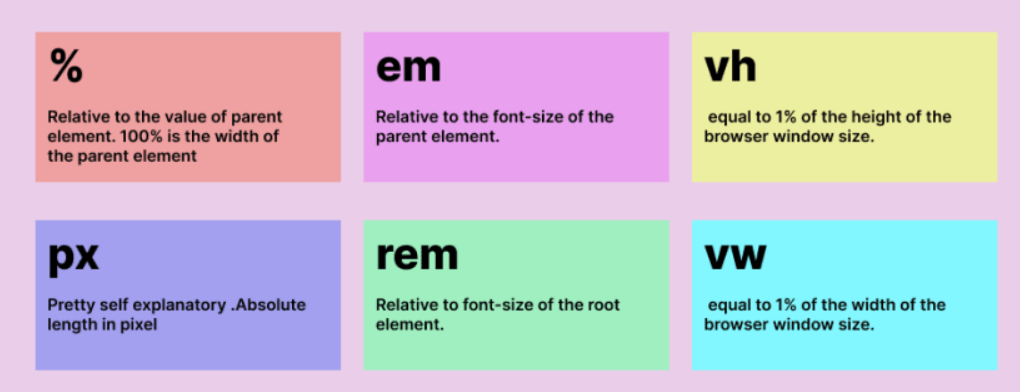 %
Relative to the value of parent
element. 100% is the width of
the parent element
em
Relative to the font-size of the
parent element.
vh
equal to 1% of the height of the
browser window size.
px
Pretty self explanatory .Absolute
length in pixel
rem
Relative to font-size of the root
element.
vw
equal to 1% of the width of the
browser window size.